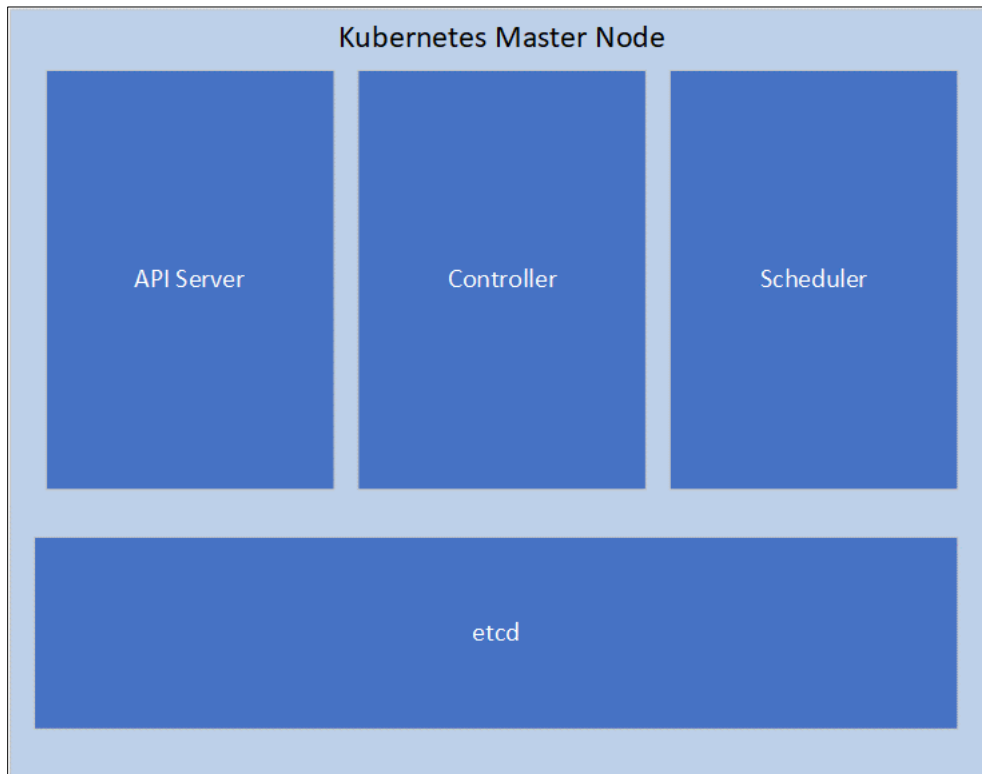 Kubernetes Master Node
API Server
Controller
Scheduler
etcd